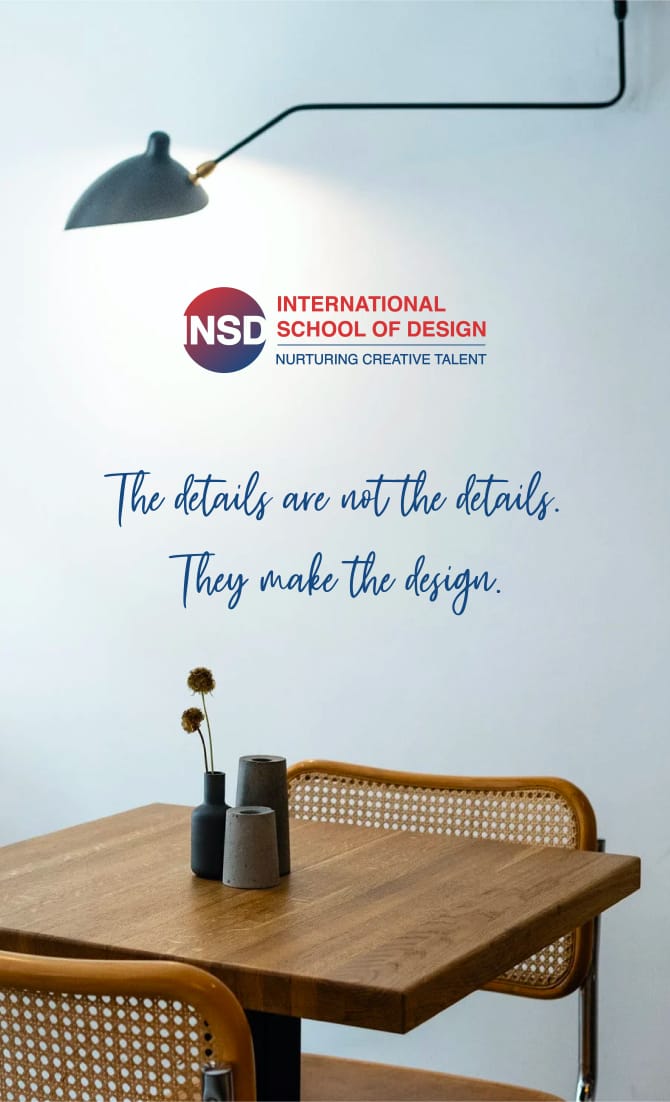 INSD
INTERNATIONAL
SCHOOL OF DESIGN
NURTURING CREATIVE TALENT
The details are not the details.
They make the design.